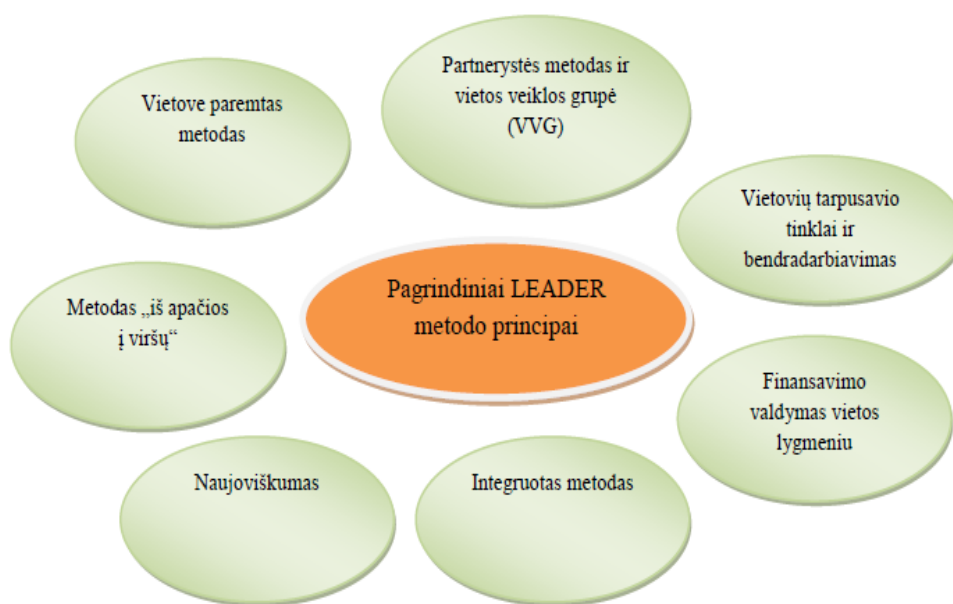 Partnerystės metodas ir
vietos veiklos grupė
(VVG)
Vietove paremtas
metodas
Vietovių tarpusavio
tinklai ir
bendradarbiavimas
Pagrindiniai LEADER
metodo principai
Metodas „iš apačios
į viršų“
Finansavimo
valdymas vietos
lygmeniu
Naujoviškumas
Integruotas metodas